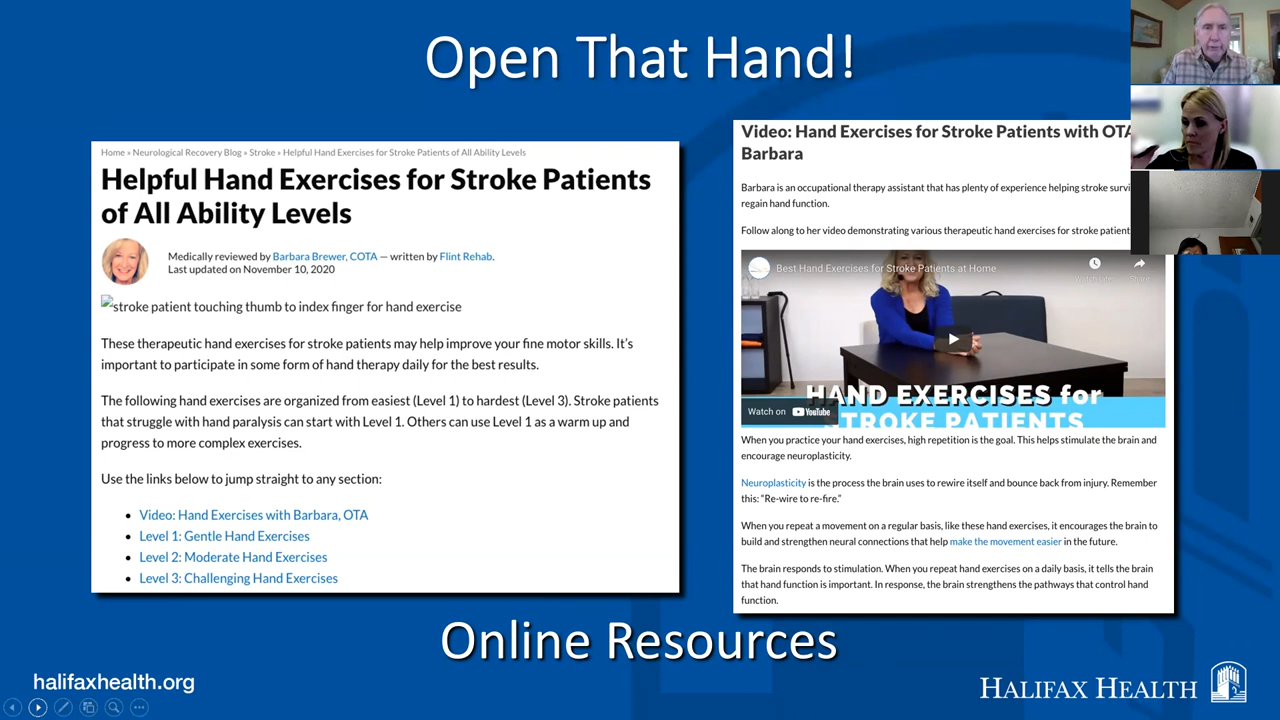 Open That Hand!
Home » Neurological Recovery Blog » Stroke » Helpful Hand Exercises for Stroke Patients of All Ability Levels
Helpful Hand Exercises for Stroke Patients
of All Ability Levels
Medically reviewed by Barbara Brewer, COTA — written by Flint Rehab.
Last updated on November 10, 2020
stroke patient touching thumb to index finger for hand exercise
These therapeutic hand exercises for stroke patients may help improve your fine motor skills. It’s
important to participate in some form of hand therapy daily for the best results.
The following hand exercises are organized from easiest (Level 1) to hardest (Level 3). Stroke patients
that struggle with hand paralysis can start with Level 1. Others can use Level 1 as a warm up and
progress to more complex exercises.
Use the links below to jump straight to any section:
• Video: Hand Exercises with Barbara, OTA
• Level 1: Gentle Hand Exercises
• Level 2: Moderate Hand Exercises
• Level 3: Challenging Hand Exercises
Video: Hand Exercises for Stroke Patients with OTA
Barbara
Barbara is an occupational therapy assistant that has plenty of experience helping stroke survi
regain hand function.
Follow along to her video demonstrating various therapeutic hand exercises for stroke patient
Best Hand Exercises for Stroke Patients at Home
HAND EXERCISES for
STROKE PATIENTS
Watch on YouTube
When you practice your hand exercises, high repetition is the goal. This helps stimulate the brain and
encourage neuroplasticity.
Neuroplasticity is the process the brain uses to rewire itself and bounce back from injury. Remember
this: “Re-wire to re-fire.”
When you repeat a movement on a regular basis, like these hand exercises, it encourages the brain to
build and strengthen neural connections that help make the movement easier in the future.
The brain responds to stimulation. When you repeat hand exercises on a daily basis, it tells the brain
that hand function is important. In response, the brain strengthens the pathways that control hand
function.
Online Resources
halifaxhealth.org
HALIFAX HEALTH